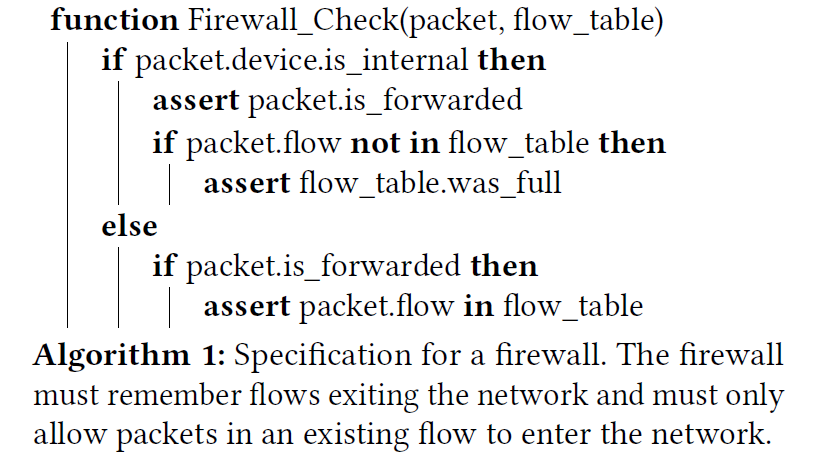 function Firewall_Check(packet, flow_table)
if packet.device.is_internal then
assert packet.is_forwarded
if packet.flow not in flow_table then
assert flow_table.was_full
else
if packet.is_forwarded then
assert packet.flow in flow_table
Algorithm 1: Specification for a firewall. The firewall
must remember flows exiting the network and must only
allow packets in an existing flow to enter the network.